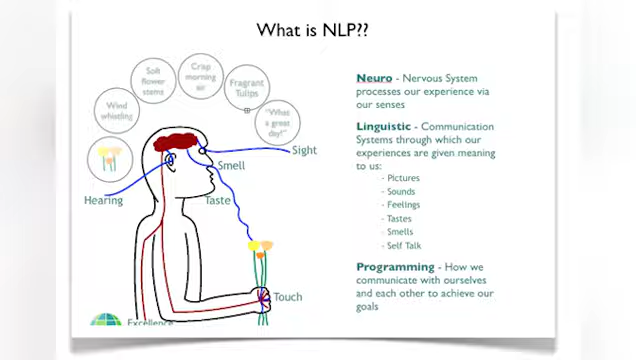 What is NLP??
Soft
flower
stems
Crisp
morning
air
Fragrant
Tulips
Wind
whistling
"What
a great
day!"
Sight
Smell
Hearing
Taste
Touch
Excellence
Neuro - Nervous System
processes our experience via
our senses
Linguistic - Communication
Systems through which our
experiences are given meaning
to us:
- Pictures
- Sounds
- Feelings
- Tastes
- Smells
- Self Talk
Programming - How we
communicate with ourselves
and each other to achieve our
goals